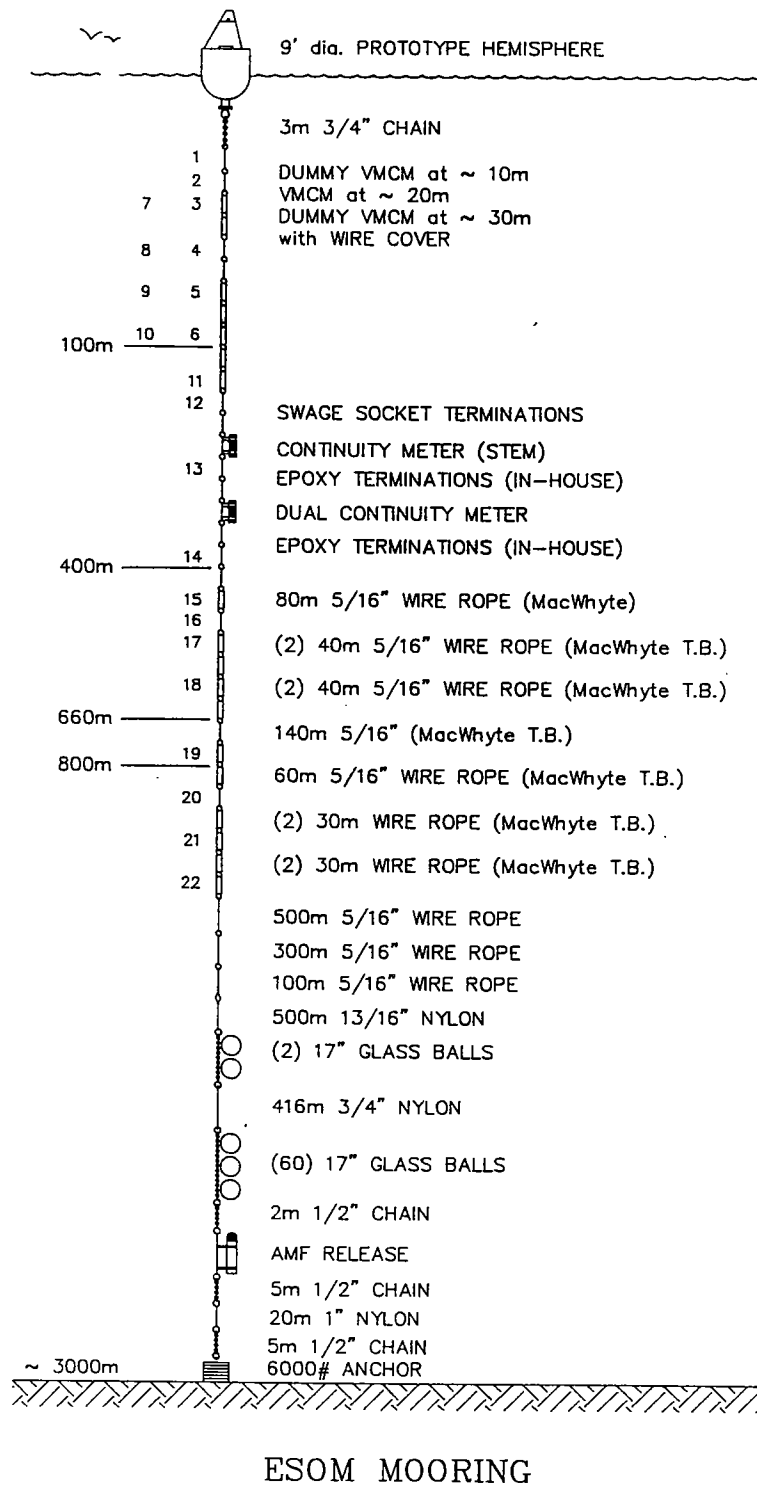 9' dia. PROTOTYPE HEMISPHERE
3m 3/4" CHAIN
1
2
DUMMY VMCM at ~ 10m
7 3
VMCM at ~ 20m
DUMMY VMCM at ~ 30m
8 4
with WIRE COVER
9 5
10 6
100m
11
12
SWAGE SOCKET TERMINATIONS
CONTINUITY METER (STEM)
13
EPOXY TERMINATIONS (IN-HOUSE)
DUAL CONTINUITY METER
EPOXY TERMINATIONS (IN-HOUSE)
14
400m
15
80m 5/16" WIRE ROPE (MacWhyte)
16
17
(2) 40m 5/16" WIRE ROPE (MacWhyte T.B.)
18
(2) 40m 5/16" WIRE ROPE (MacWhyte T.B.)
660m
140m 5/16" (MacWhyte T.B.)
19
800m
60m 5/16" WIRE ROPE (MacWhyte T.B.)
20
(2) 30m WIRE ROPE (MacWhyte T.B.)
21
(2) 30m WIRE ROPE (MacWhyte T.B.)
22
500m 5/16" WIRE ROPE
300m 5/16" WIRE ROPE
100m 5/16" WIRE ROPE
500m 13/16" NYLON
(2) 17" GLASS BALLS
416m 3/4" NYLON
(60) 17" GLASS BALLS
2m 1/2" CHAIN
AMF RELEASE
5m 1/2" CHAIN
20m 1" NYLON
5m 1/2" CHAIN
~ 3000m
6000# ANCHOR
ESOM MOORING